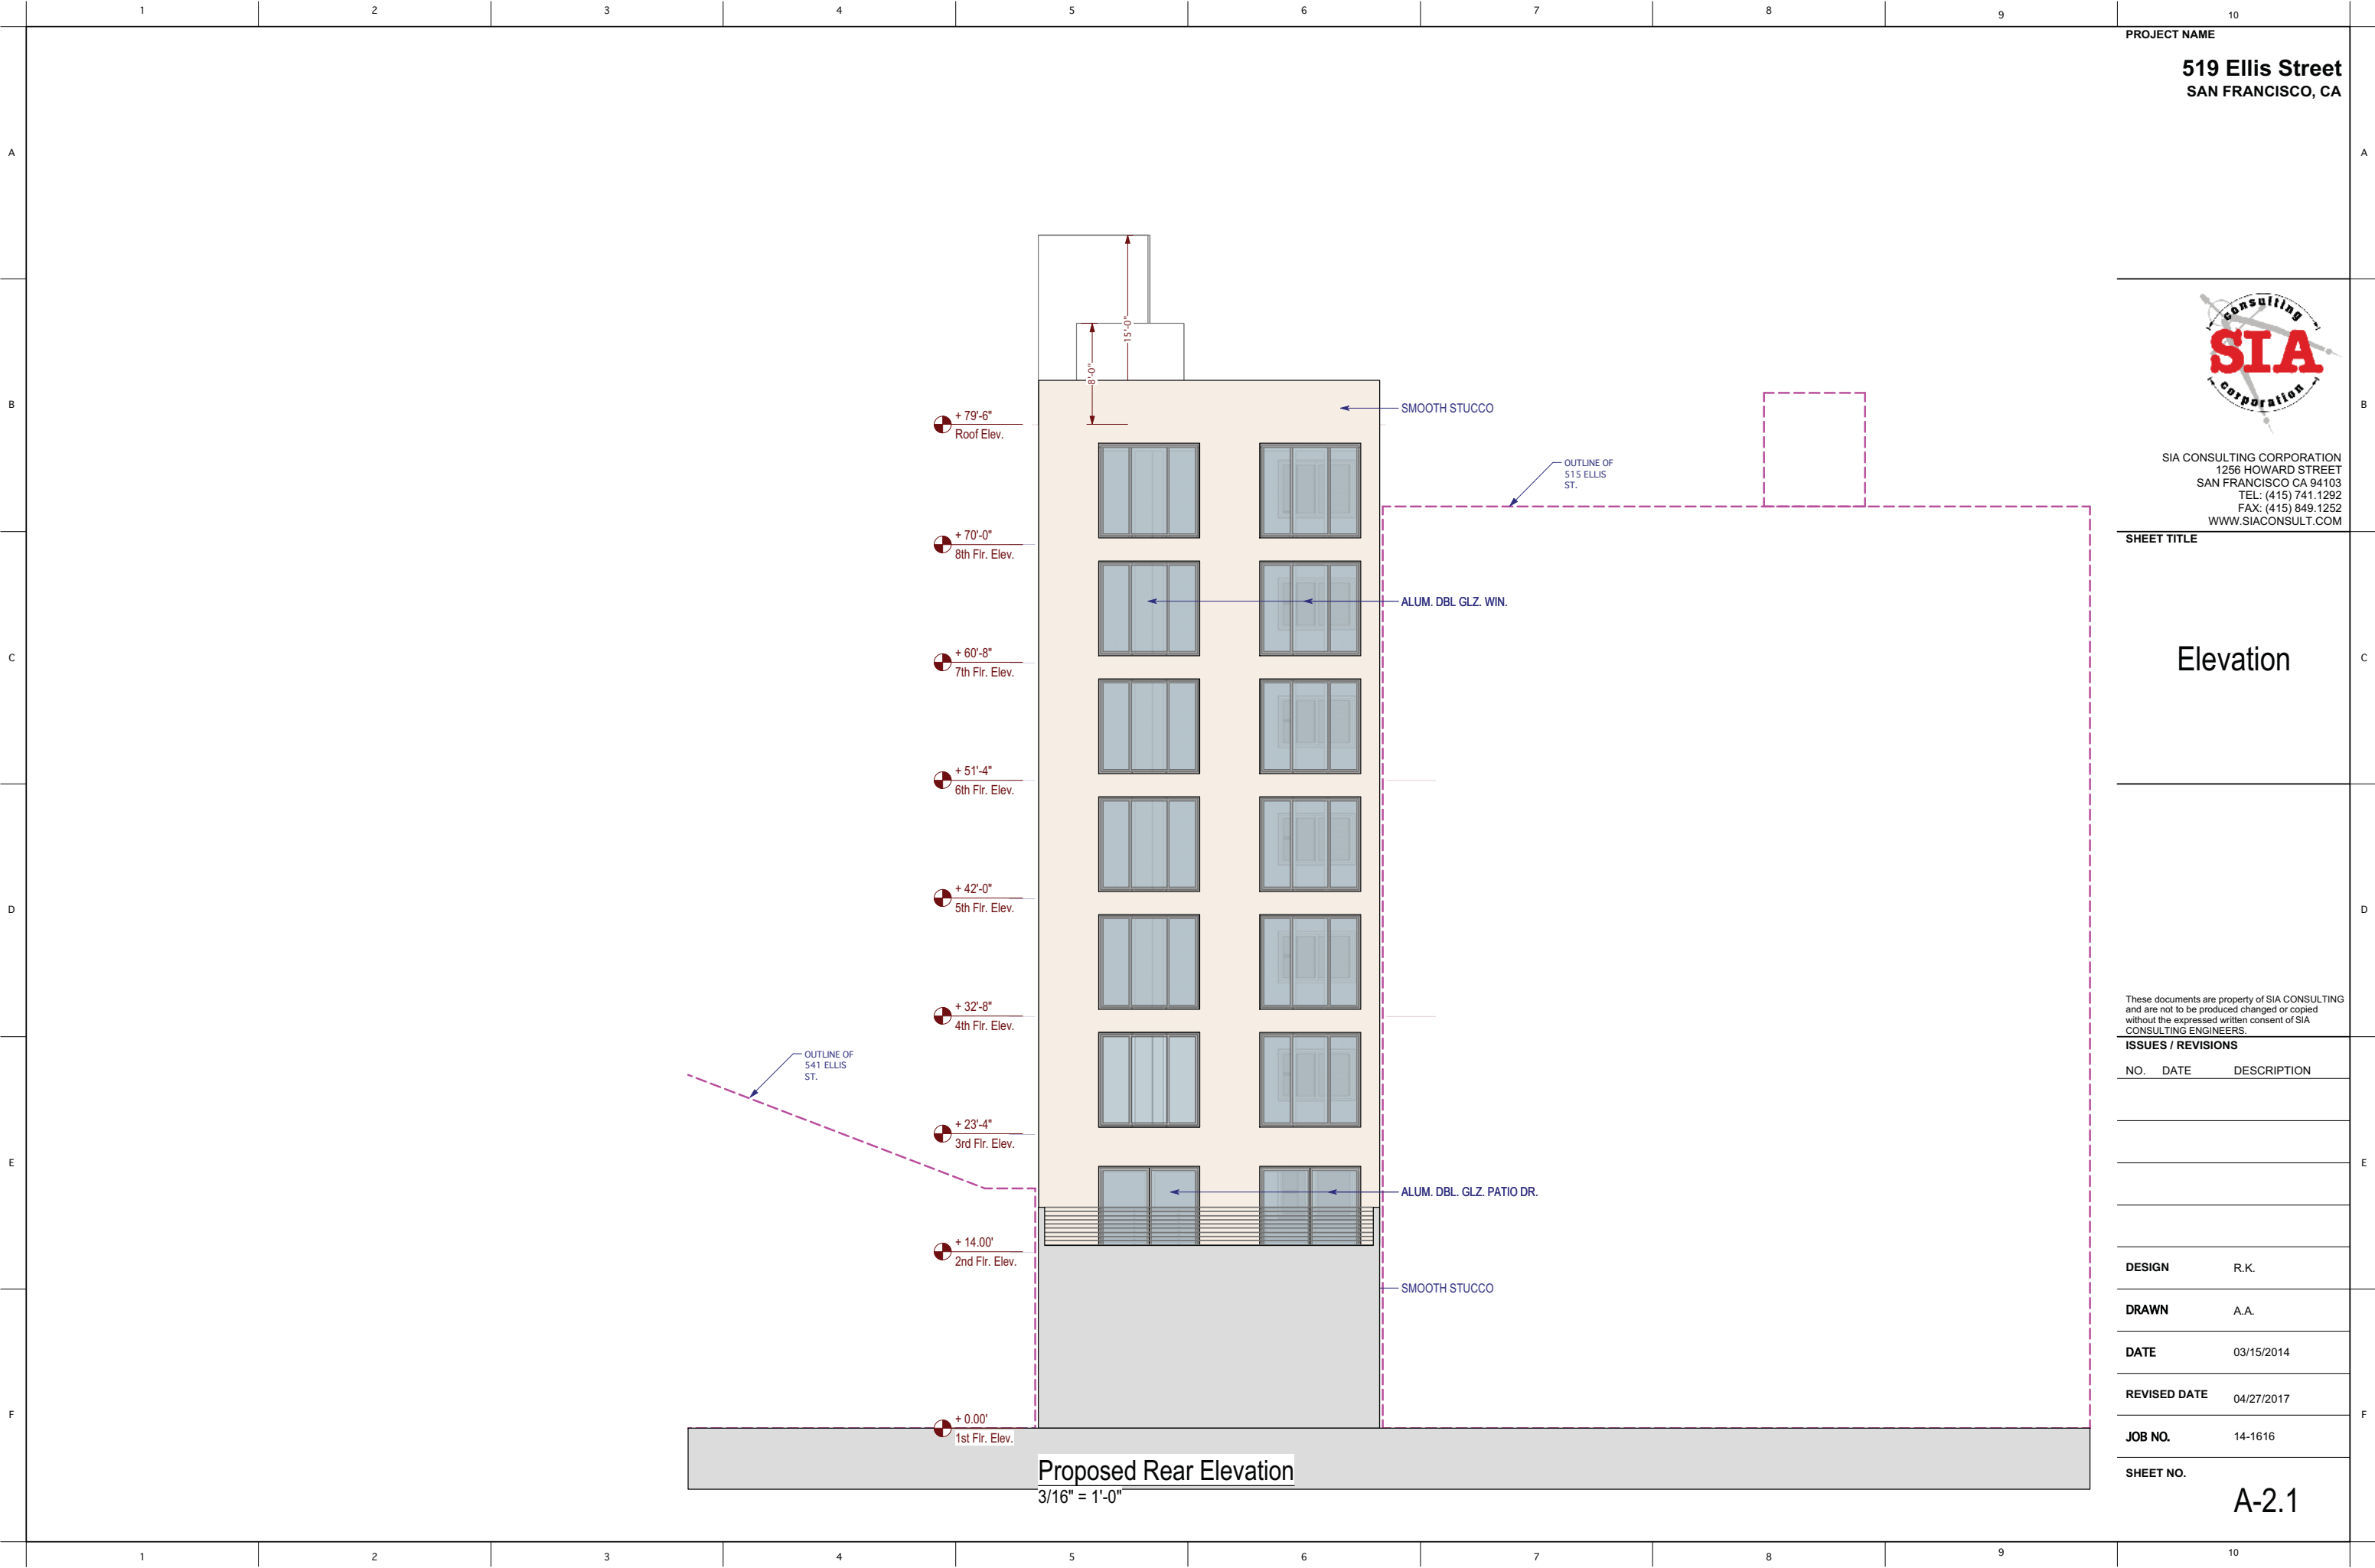 1 2 3 4 5 6 7 8 9 10
PROJECT NAME
519 Ellis Street
SAN FRANCISCO, CA
A A
consulting
SIA
corporation
15'-0"
8'-0"
B B
+ 79'-6"
Roof Elev.
SMOOTH STUCCO
OUTLINE OF
515 ELLIS
ST.
SIA CONSULTING CORPORATION
1256 HOWARD STREET
SAN FRANCISCO CA 94103
TEL: (415) 741.1292
FAX: (415) 849.1252
WWW.SIACONSULT.COM
SHEET TITLE
+ 70'-0"
8th Flr. Elev.
ALUM. DBL GLZ. WIN.
Elevation
C C
+ 60'-8"
7th Flr. Elev.
+ 51'-4"
6th Flr. Elev.
+ 42'-0"
5th Flr. Elev.
D D
+ 32'-8"
4th Flr. Elev.
These documents are property of SIA CONSULTING
and are not to be produced changed or copied
without the expressed written consent of SIA
CONSULTING ENGINEERS.
ISSUES / REVISIONS
NO. DATE DESCRIPTION
OUTLINE OF
541 ELLIS
ST.
+ 23'-4"
3rd Flr. Elev.
E E
ALUM. DBL. GLZ. PATIO DR.
+ 14.00'
2nd Flr. Elev.
SMOOTH STUCCO
DESIGN R.K.
DRAWN A.A.
DATE 03/15/2014
REVISED DATE 04/27/2017
F F
+ 0.00'
1st Flr. Elev.
JOB NO. 14-1616
Proposed Rear Elevation
3/16" = 1'-0"
SHEET NO.
A-2.1
1 2 3 4 5 6 7 8 9 10